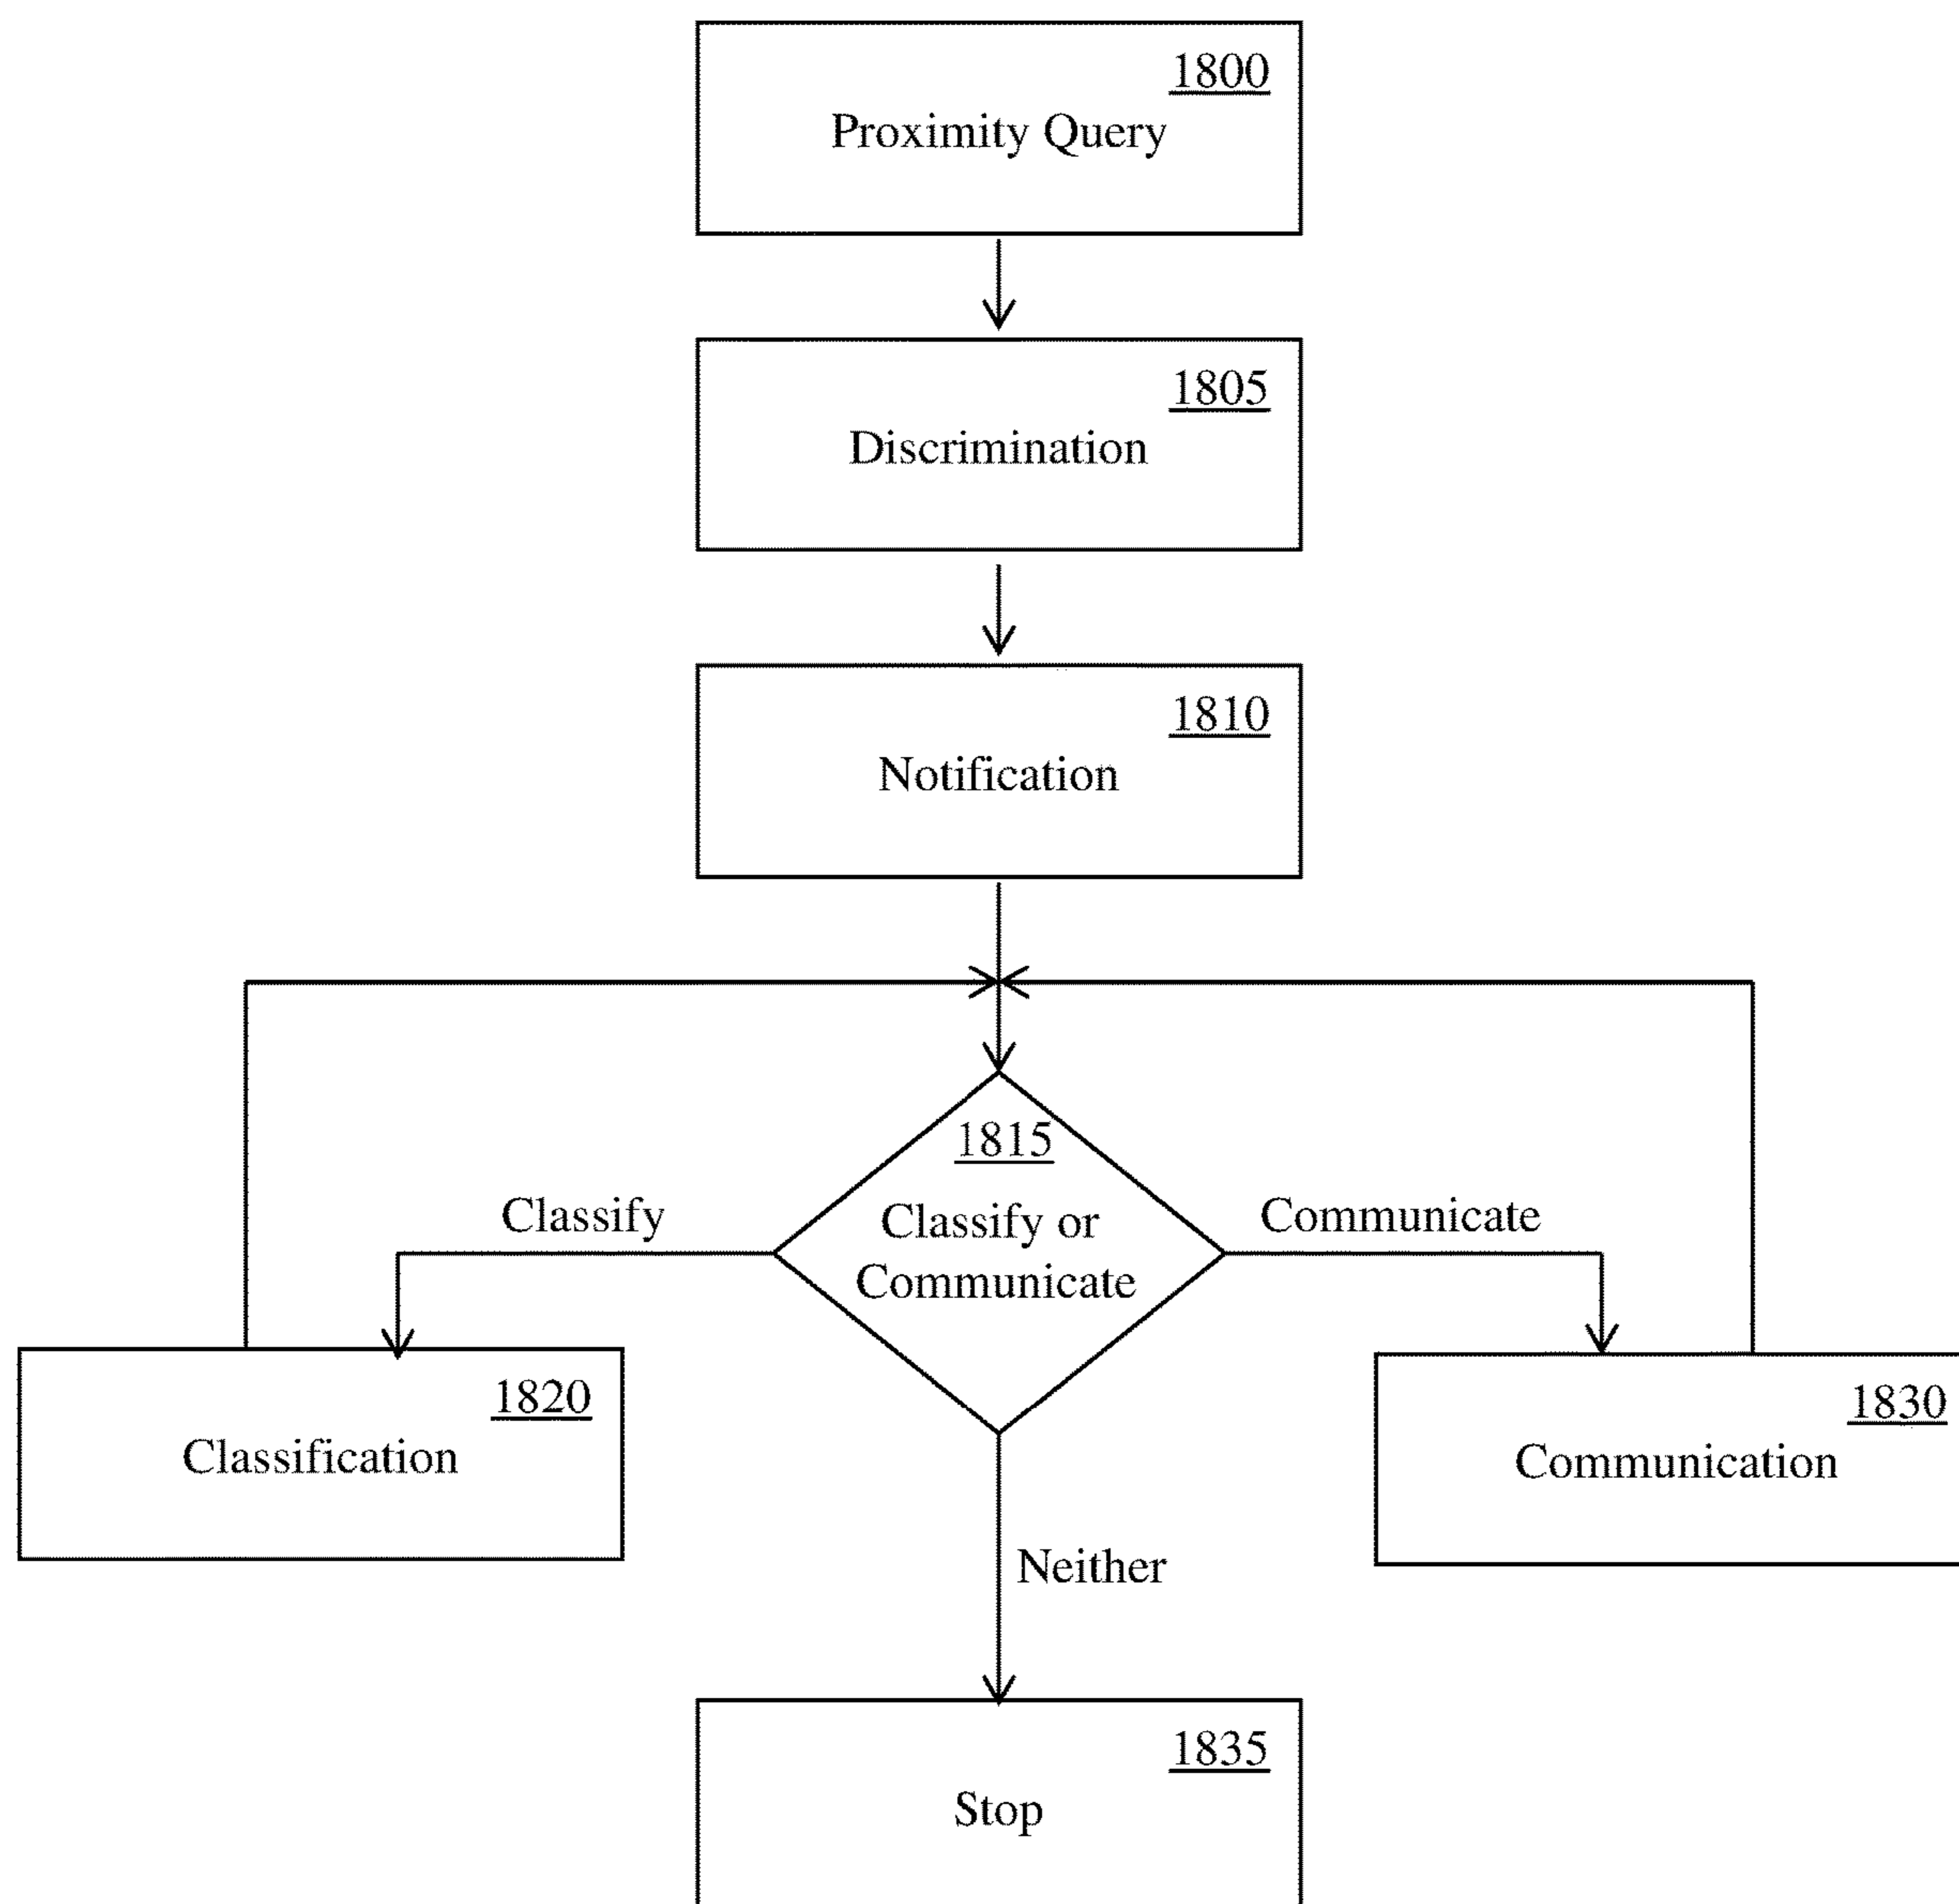 1800
Proximity Query
1805
Discrimination
1810
Notification
1815
Classify or
Communicate
Classify
Communicate
1820
Classification
1830
Communication
Neither
1835
Stop